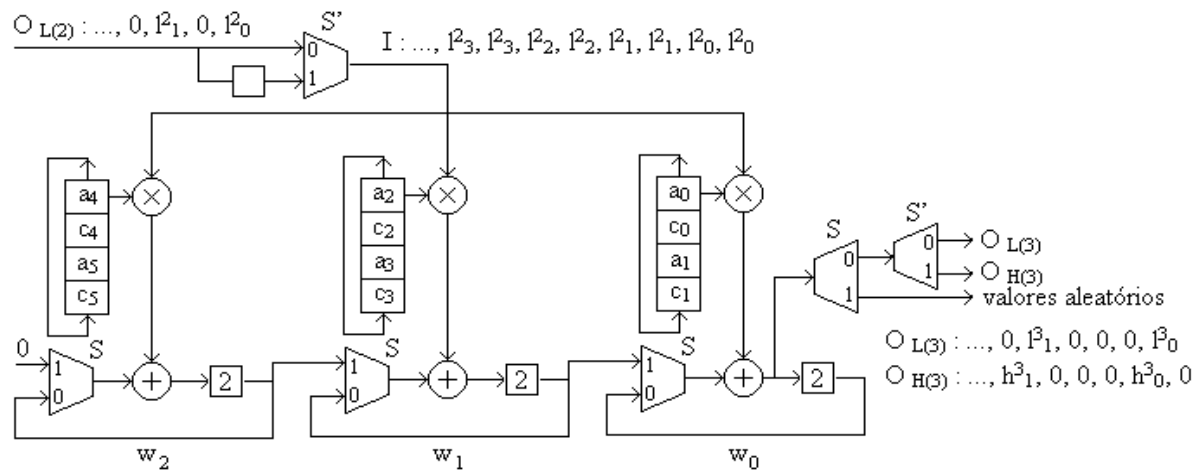 O L(2) : ..., 0, l²₁, 0, l²₀
S'
0
1
I : ..., l²₃, l²₃, l²₂, l²₂, l²₁, l²₁, l²₀, l²₀
a₄
c₄
a₅
c₅
×
a₂
c₂
a₃
c₃
×
a₀
c₀
a₁
c₁
×
S
0
1
S'
0
1
O L(3)
O H(3)
valores aleatórios
0
1
0
S
+
2
1
0
S
+
2
1
0
S
+
2
O L(3) : ..., 0, l³₁, 0, 0, 0, l³₀
O H(3) : ..., h³₁, 0, 0, 0, h³₀, 0
w₂
w₁
w₀